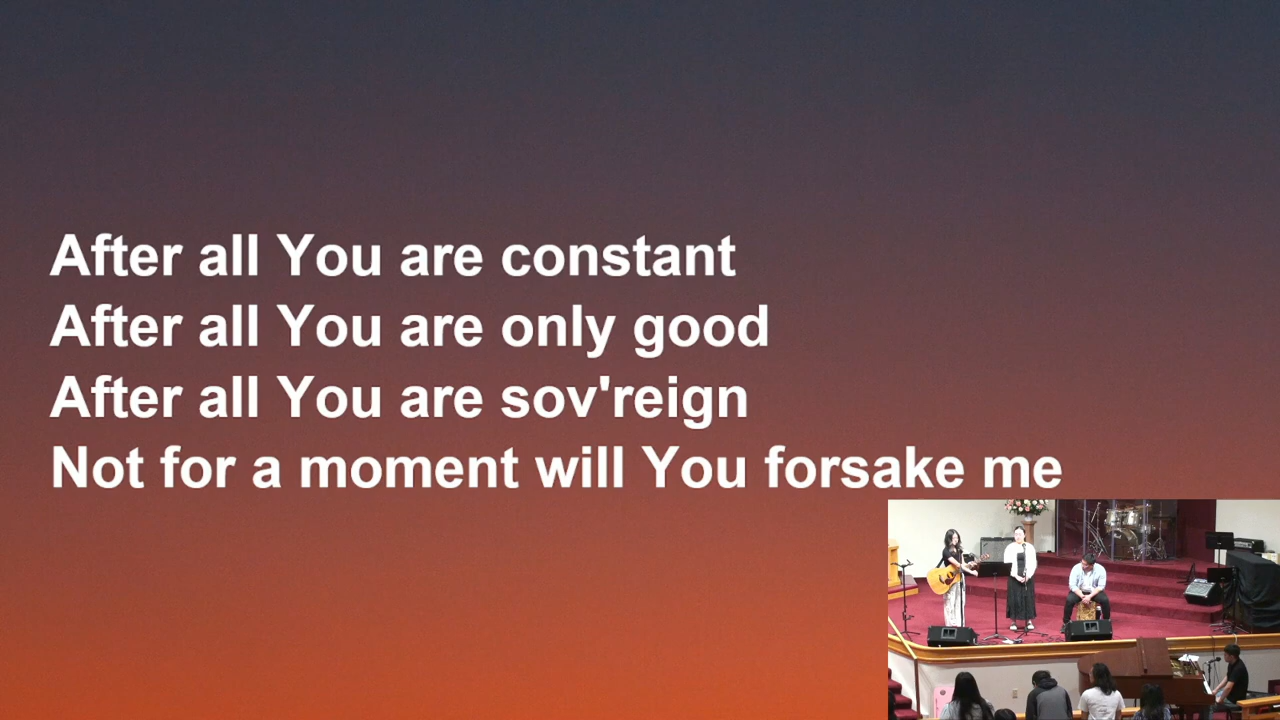 After all You are constant
After all You are only good
After all You are sov'reign
Not for a moment will You forsake me